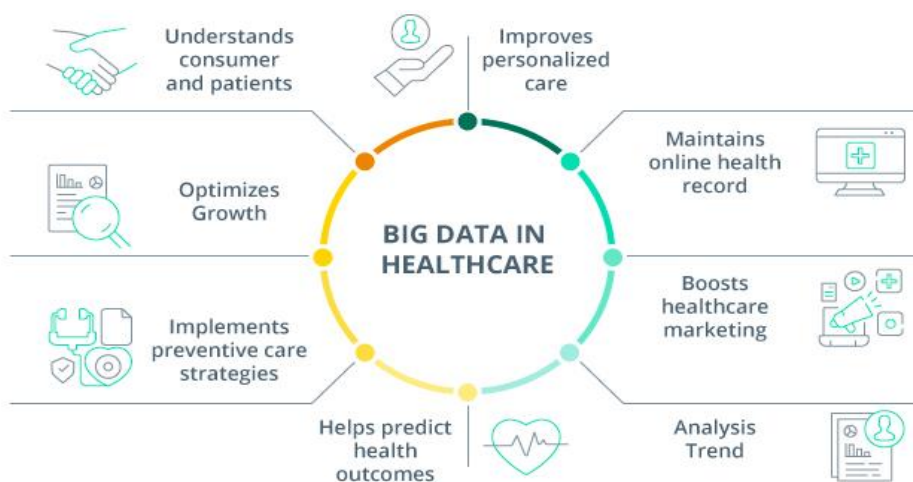 Understands
consumer
and patients
Improves
personalized
care
Maintains
online health
record
Optimizes
Growth
BIG DATA IN
HEALTHCARE
Boosts
healthcare
marketing
Implements
preventive care
strategies
Helps predict
health
outcomes
Analysis
Trend